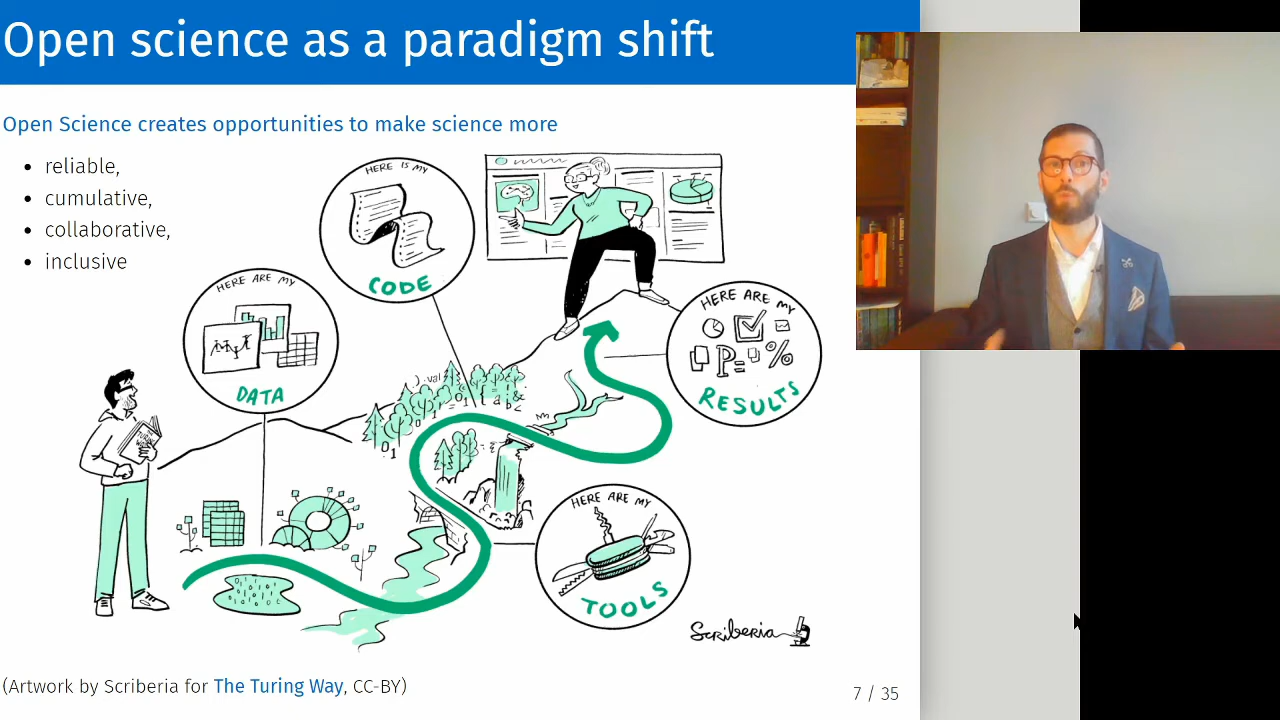 Open science as a paradigm shift
Open Science creates opportunities to make science more
• reliable,
• cumulative,
• collaborative,
• inclusive
HERE IS MY
CODE
HERE ARE MY
DATA
HERE ARE MY
P= %
RESULTS
HERE ARE MY
TOOLS
Scriberia
(Artwork by Scriberia for The Turing Way, CC-BY)
7 / 35